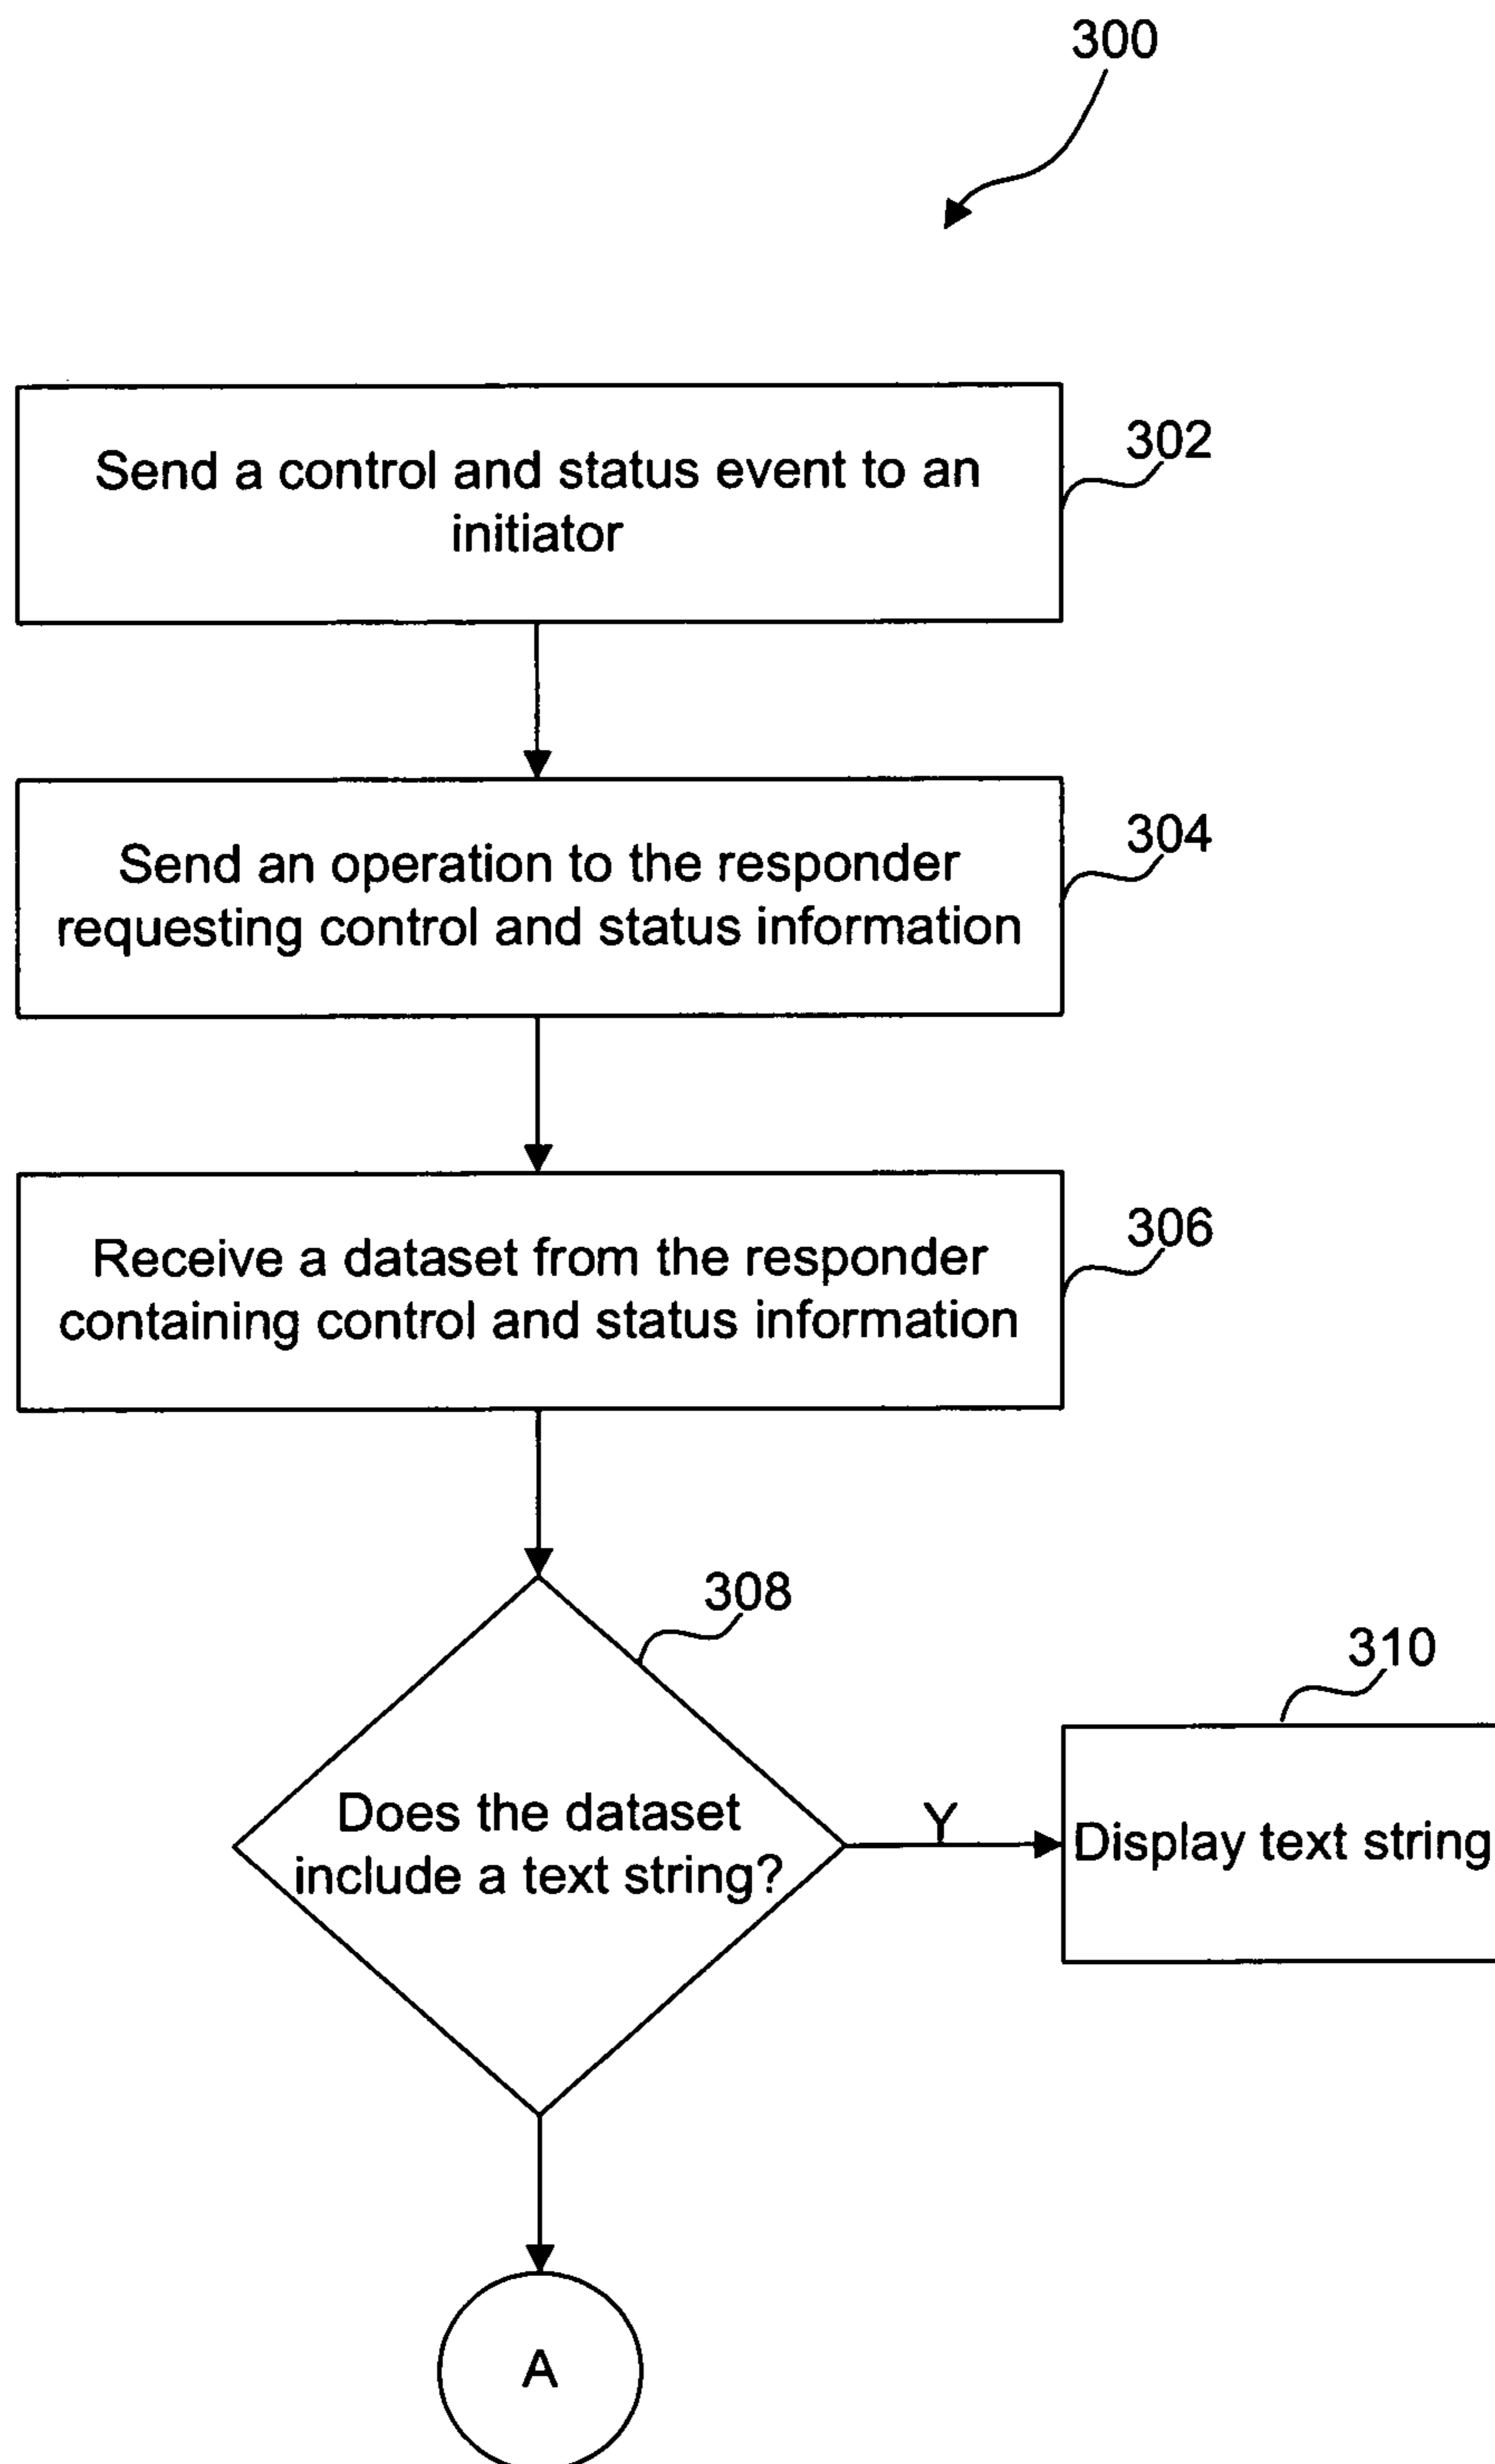 300
Send a control and status event to an
initiator
302
Send an operation to the responder
requesting control and status information
304
Receive a dataset from the responder
containing control and status information
306
308
Does the dataset
include a text string?
Y
310
Display text string
A